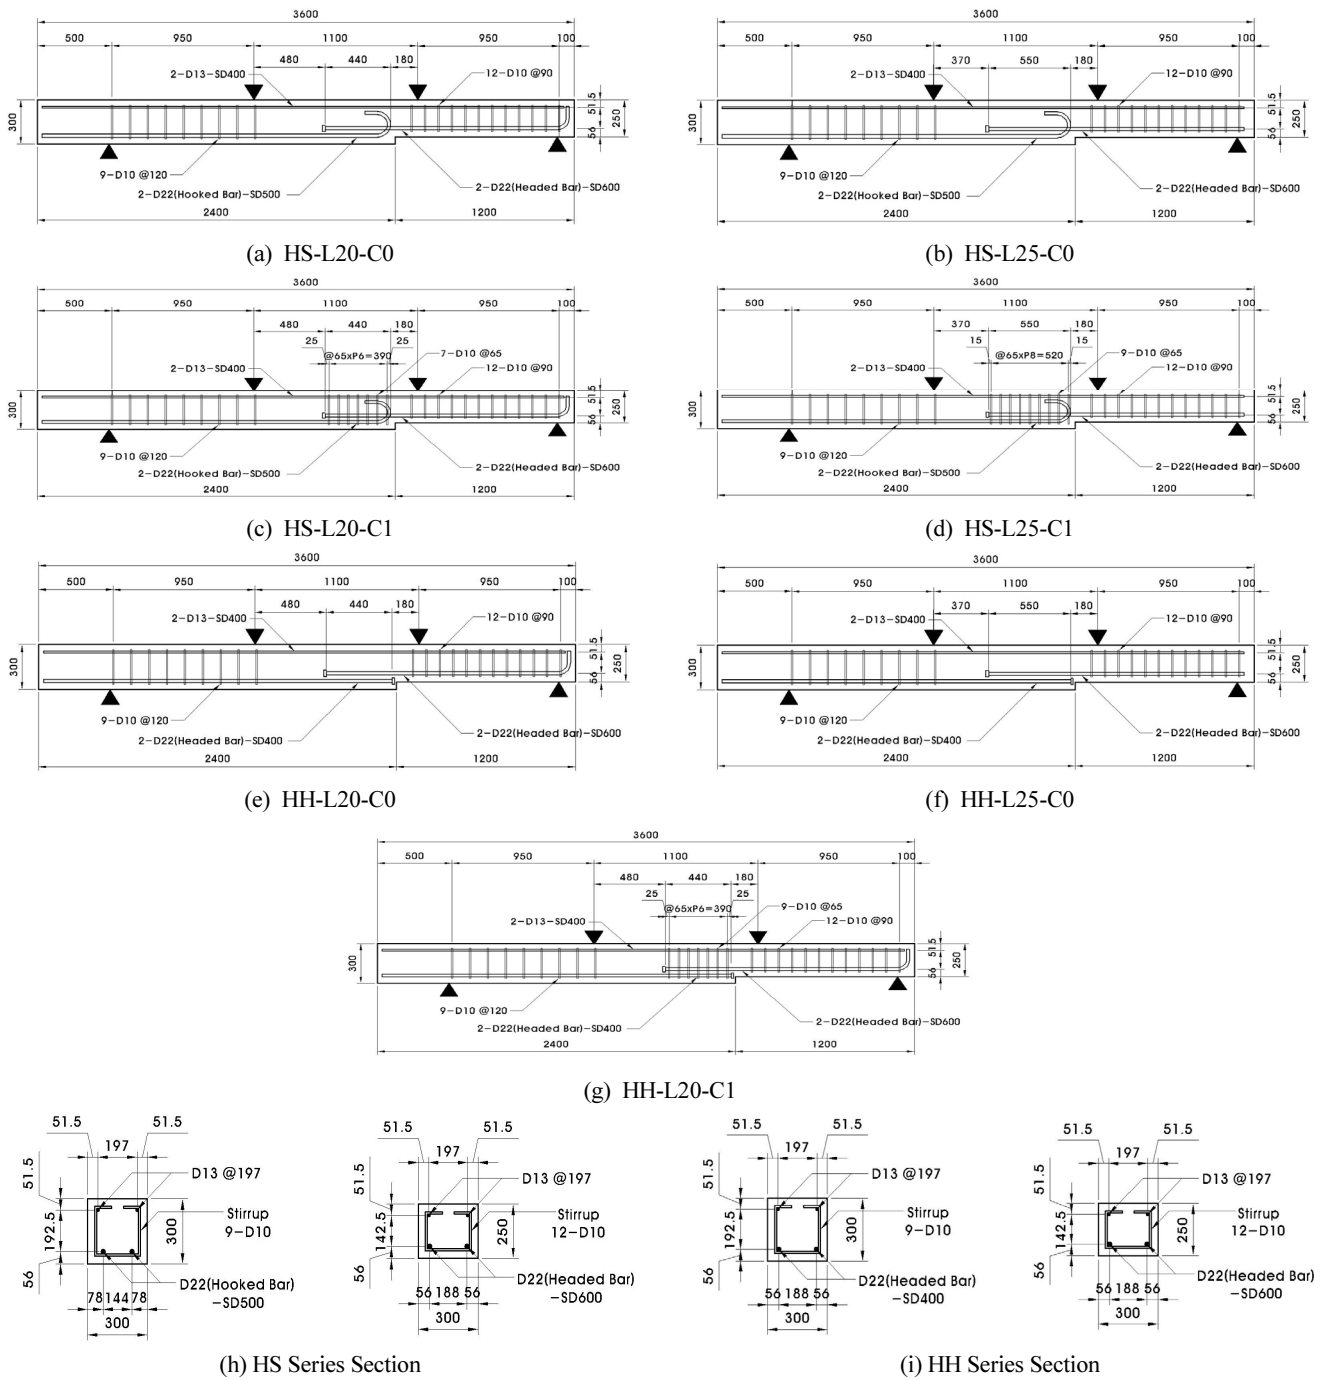 3600
500 950 1100 950 100
480 440 180
2-D13-SD400 12-D10 @90
300 51.5 56 250
9-D10 @120
2-D22(Hooked Bar)-SD500 2-D22(Headed Bar)-SD600
2400 1200
(a) HS-L20-C0
3600
500 950 1100 950 100
370 550 180
2-D13-SD400 12-D10 @90
300 51.5 56 250
9-D10 @120
2-D22(Hooked Bar)-SD500 2-D22(Headed Bar)-SD600
2400 1200
(b) HS-L25-C0
3600
500 950 1100 950 100
480 440 180
25 @65xP6=390 25 7-D10 @65
2-D13-SD400 12-D10 @90
300 51.5 56 250
9-D10 @120
2-D22(Hooked Bar)-SD500 2-D22(Headed Bar)-SD600
2400 1200
(c) HS-L20-C1
3600
500 950 1100 950 100
370 550 180
15 @65xP8=520 15 9-D10 @65
2-D13-SD400 12-D10 @90
300 51.5 56 250
9-D10 @120
2-D22(Hooked Bar)-SD500 2-D22(Headed Bar)-SD600
2400 1200
(d) HS-L25-C1
3600
500 950 1100 950 100
480 440 180
2-D13-SD400 12-D10 @90
300 51.5 56 250
9-D10 @120
2-D22(Headed Bar)-SD400 2-D22(Headed Bar)-SD600
2400 1200
(e) HH-L20-C0
3600
500 950 1100 950 100
370 550 180
2-D13-SD400 12-D10 @90
300 51.5 56 250
9-D10 @120
2-D22(Headed Bar)-SD400 2-D22(Headed Bar)-SD600
2400 1200
(f) HH-L25-C0
3600
500 950 1100 950 100
480 440 180
25 @65xP6=390 25 9-D10 @65
2-D13-SD400 12-D10 @90
300 51.5 56 250
9-D10 @120
2-D22(Headed Bar)-SD400 2-D22(Headed Bar)-SD600
2400 1200
(g) HH-L20-C1
51.5 197 51.5
D13 @197
51.5 192.5 56
Stirrup
9-D10
300
D22(Hooked Bar)
-SD500
78 144 78
300
51.5 197 51.5
D13 @197
51.5 142.5 56
Stirrup
12-D10
250
D22(Headed Bar)
-SD600
56 188 56
300
(h) HS Series Section
51.5 197 51.5
D13 @197
51.5 192.5 56
Stirrup
9-D10
300
D22(Headed Bar)
-SD400
56 188 56
300
51.5 197 51.5
D13 @197
51.5 142.5 56
Stirrup
12-D10
250
D22(Headed Bar)
-SD600
56 188 56
300
(i) HH Series Section